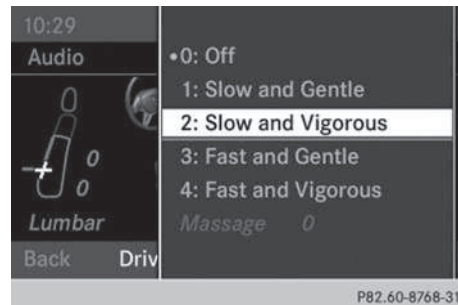 10:29
Audio
•0: Off
1: Slow and Gentle
2: Slow and Vigorous
3: Fast and Gentle
4: Fast and Vigorous
0
0
Lumbar
Massage 0
Back Driv
P82.60-8768-31